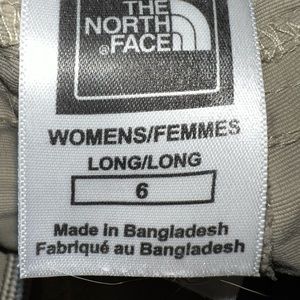 THE
NORTH
FACE
WOMENS/FEMMES
LONG/LONG
6
Made in Bangladesh
Fabriqué au Bangladesh